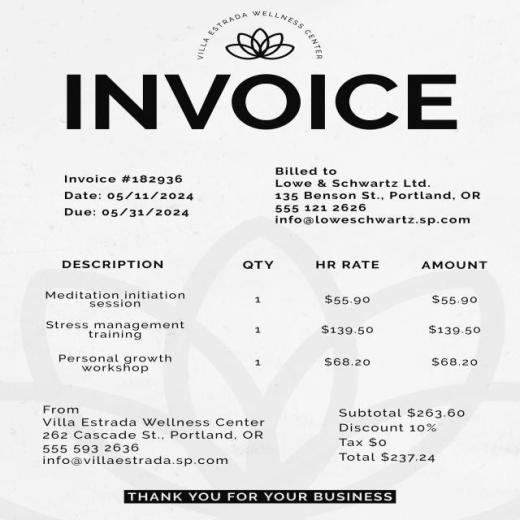 VILLA ESTRADA WELLNESS CENTER
INVOICE
Invoice #182936
Date: 05/11/2024
Due: 05/31/2024
Billed to
Lowe & Schwartz Ltd.
135 Benson St., Portland, OR
555 121 2626
info@loweschwartz.sp.com
DESCRIPTION QTY HR RATE AMOUNT
Meditation initiation
session 1 $55.90 $55.90
Stress management
training 1 $139.50 $139.50
Personal growth
workshop 1 $68.20 $68.20
From
Villa Estrada Wellness Center
262 Cascade St., Portland, OR
555 593 2636
info@villaestrada.sp.com
Subtotal $263.60
Discount 10%
Tax $0
Total $237.24
THANK YOU FOR YOUR BUSINESS